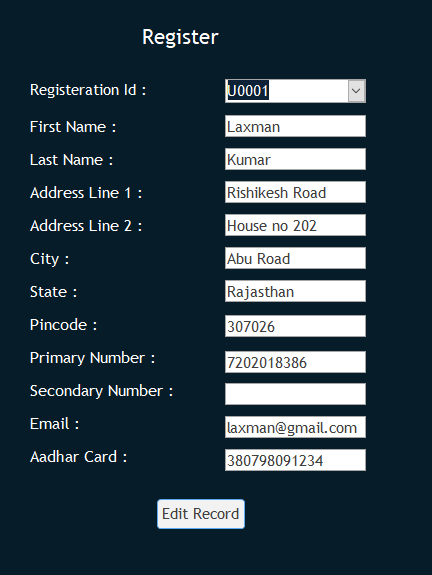 Register
Registeration Id : U0001
First Name : Laxman
Last Name : Kumar
Address Line 1 : Rishikesh Road
Address Line 2 : House no 202
City : Abu Road
State : Rajasthan
Pincode : 307026
Primary Number : 7202018386
Secondary Number :
Email : laxman@gmail.com
Aadhar Card : 380798091234
Edit Record